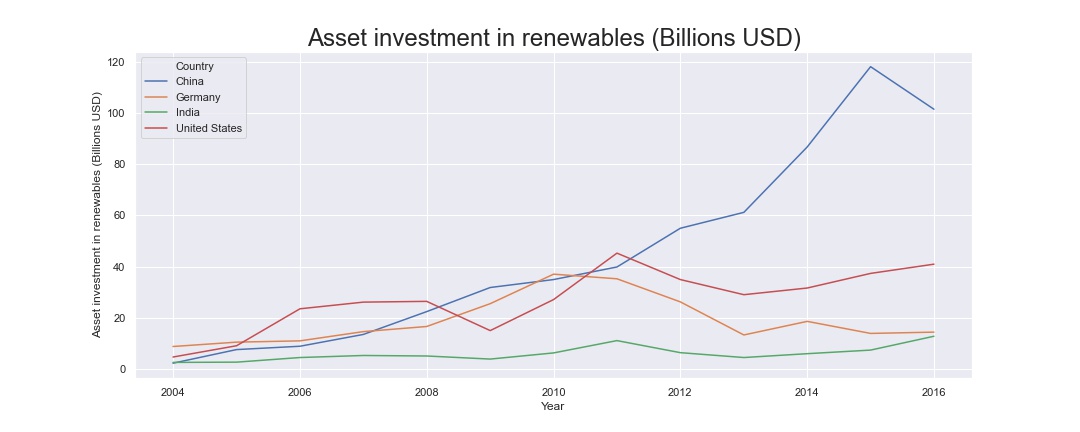 Asset investment in renewables (Billions USD)
Asset investment in renewables (Billions USD)
120
100
80
60
40
20
0
Country
China
Germany
India
United States
2004
2006
2008
2010
2012
2014
2016
Year